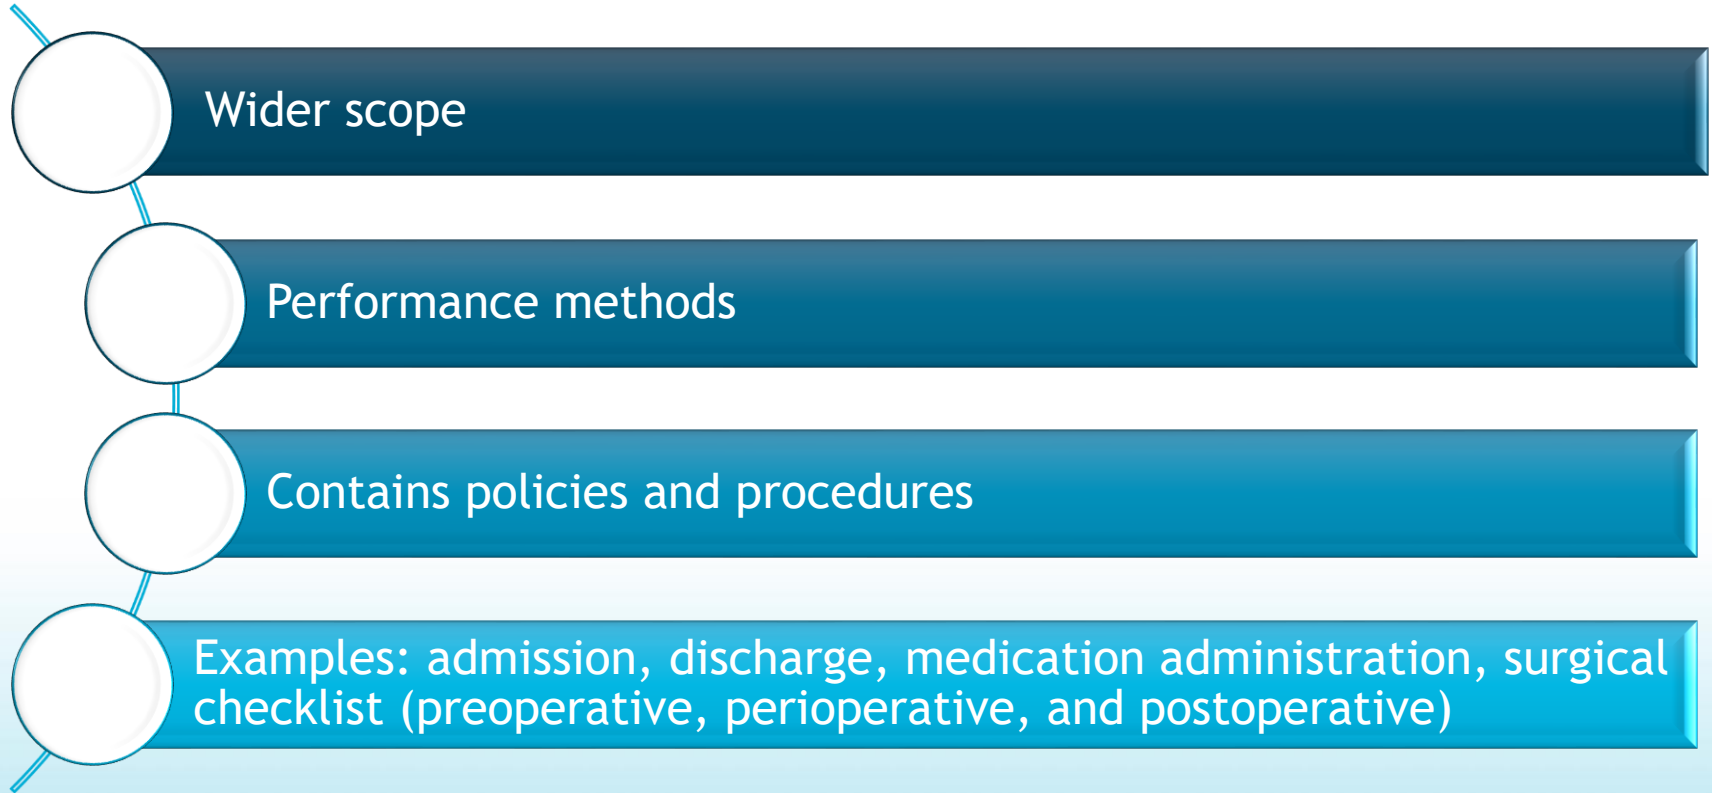 Wider scope
Performance methods
Contains policies and procedures
Examples: admission, discharge, medication administration, surgical
checklist (preoperative, perioperative, and postoperative)